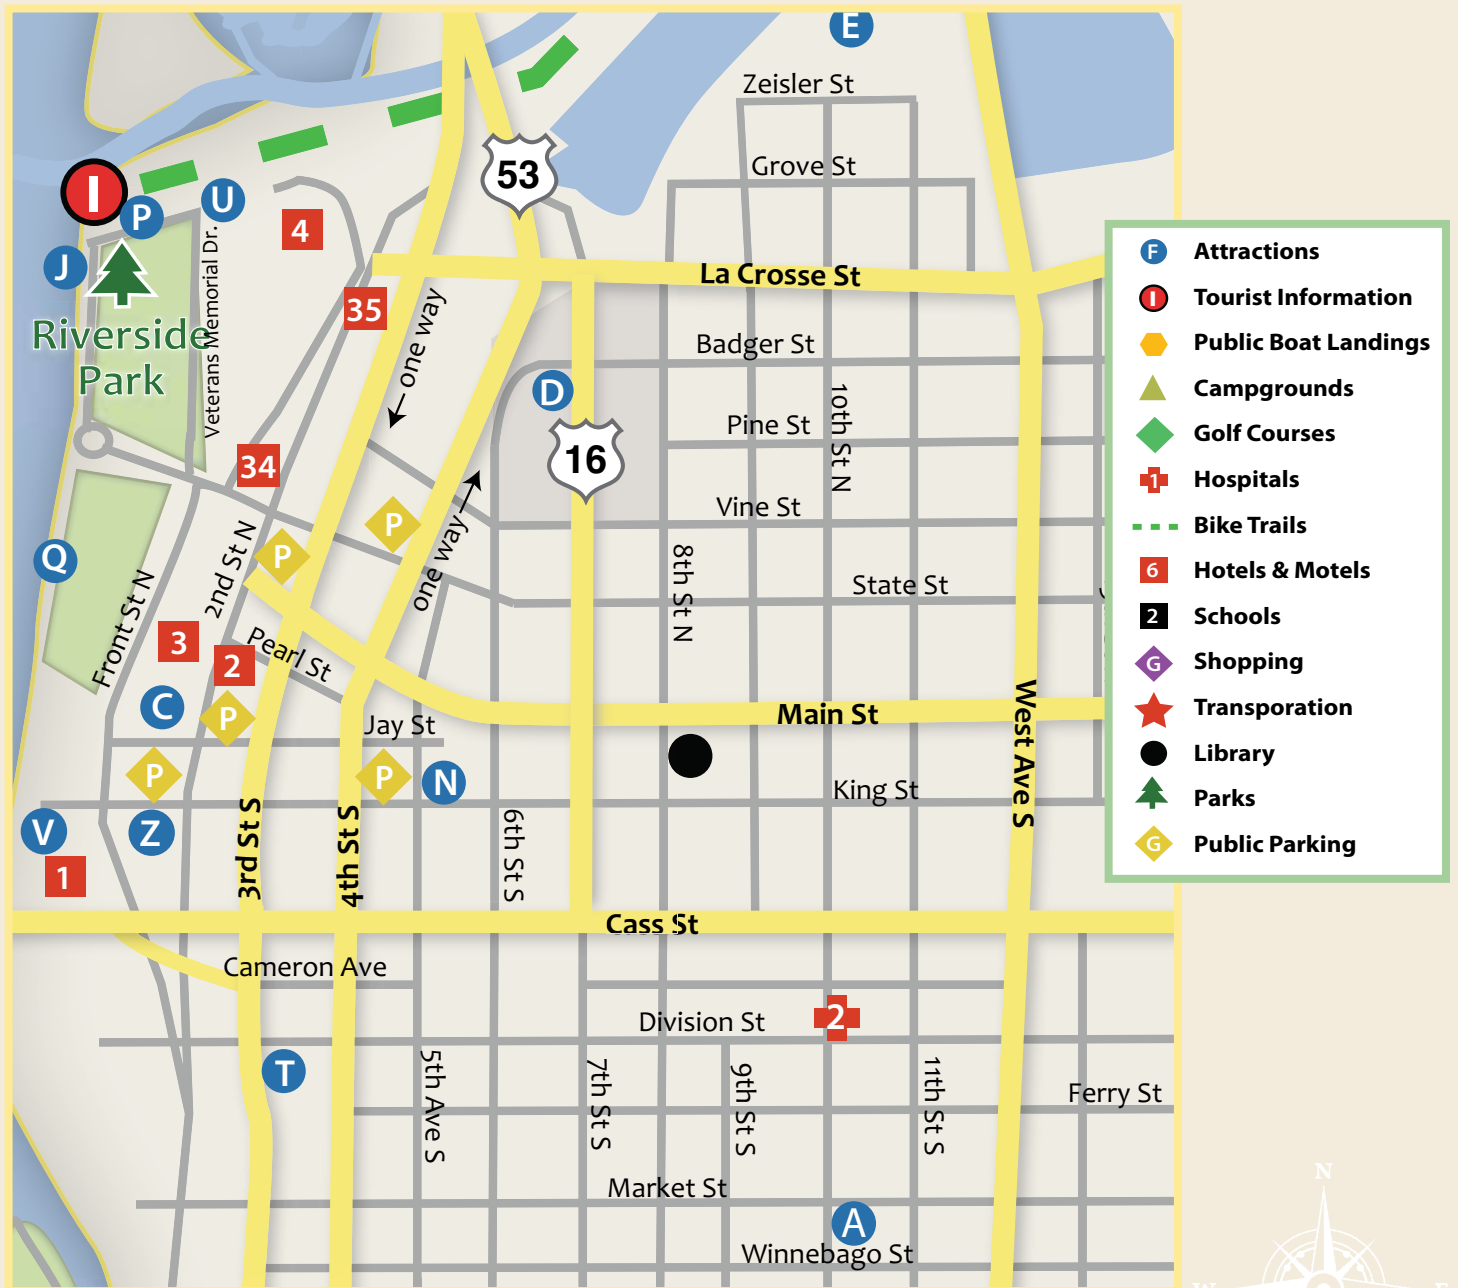 E
Zeisler St
Grove St
53
I
P
U
4
J
La Crosse St
35
Riverside
Park
Veterans Memorial Dr.
one way
Badger St
D
10th St N
Pine St
16
34
P
Vine St
one way
P
Q
2nd St N
8th St N
State St
Front St N
3
Pearl St
2
C
P
Jay St
Main St
West Ave S
P
P
N
King St
3rd St S
4th St S
6th St S
V
Z
1
Cass St
Cameron Ave
2
Division St
T
5th Ave S
7th St S
9th St S
11th St S
Ferry St
Market St
A
Winnebago St
F Attractions
I Tourist Information
Public Boat Landings
Campgrounds
Golf Courses
1 Hospitals
Bike Trails
6 Hotels & Motels
2 Schools
G Shopping
Transporation
Library
Parks
G Public Parking
N
W
E